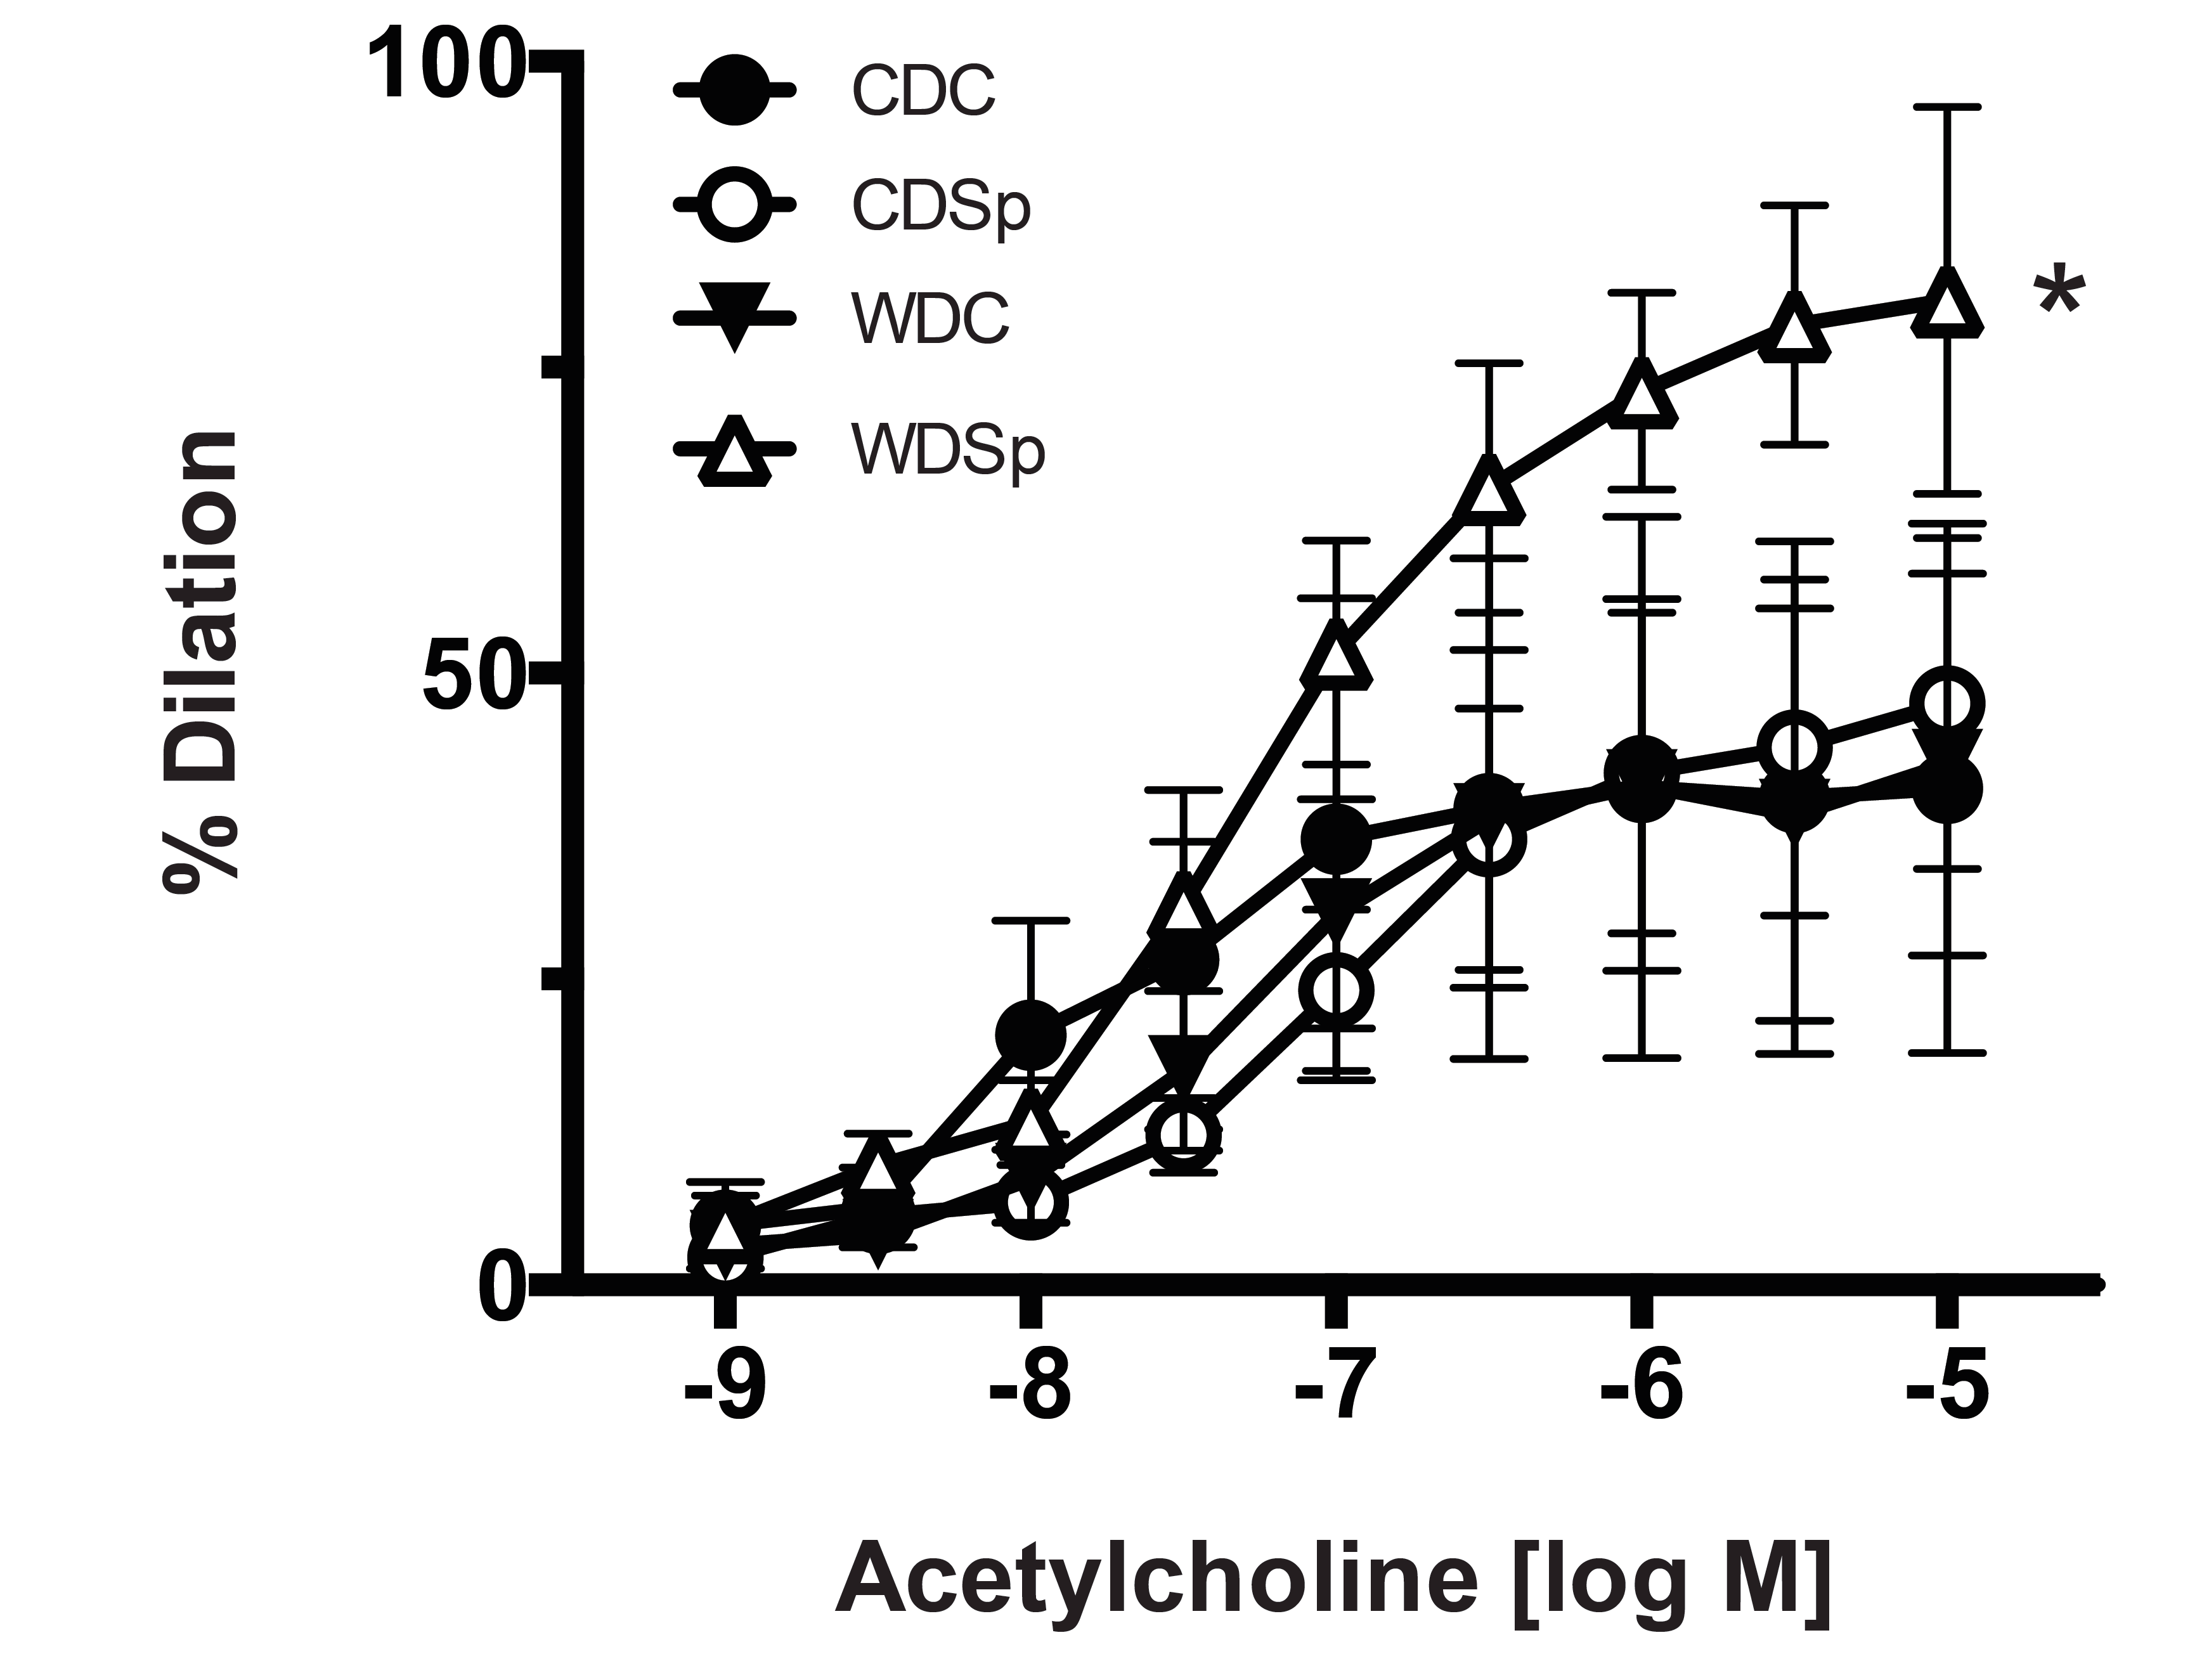 100
50
0
% Dilation
CDC
CDSp
WDC
WDSp
*
-9 -8 -7 -6 -5
Acetylcholine [log M]